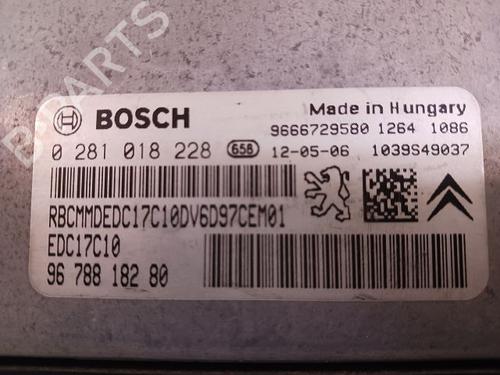 B-PARTS
BOSCH
Made in Hungary
9666729580 1264 1086
0 281 018 228 658 12-05-06 1039S49037
RBCMMDEDC17C10DV6D97CEM01
EDC17C10
96 788 182 80